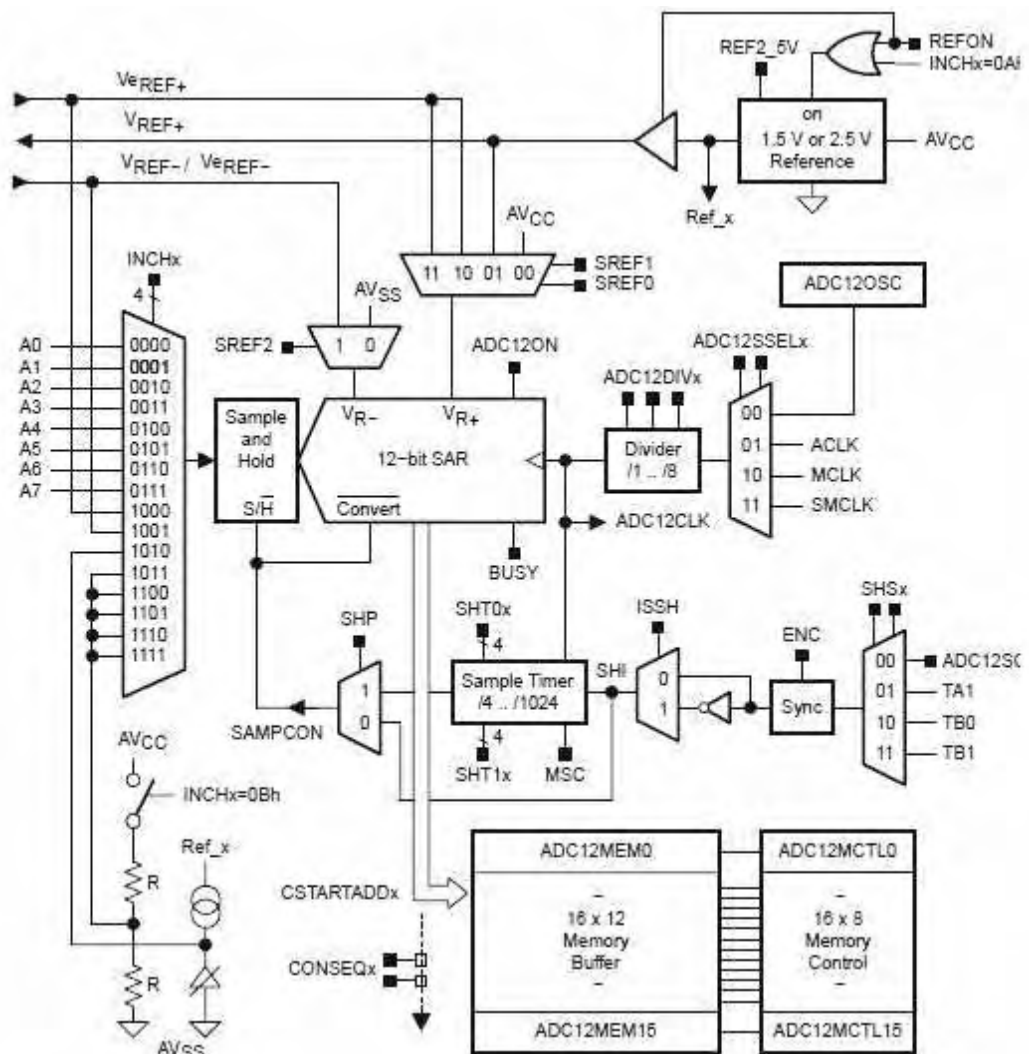 REF2_5V
REFON
INCHx=0A
VeREF+
VREF+
on
1.5 V or 2.5 V
Reference
AVCC
VREF− / VeREF−
Ref_x
AVCC
INCHx
4
11 10 01 00
SREF1
SREF0
ADC12OSC
AVSS
SREF2
1 0
ADC12ON
ADC12SSELx
ADC12DIVx
A0
A1
A2
A3
A4
A5
A6
A7
0000
0001
0010
0011
0100
0101
0110
0111
1000
1001
1010
1011
1100
1101
1110
1111
Sample
and
Hold
S/H
VR−
VR+
12−bit SAR
Convert
Divider
/1 .. /8
00
01
10
11
ACLK
MCLK
SMCLK
ADC12CLK
BUSY
SHP
SHT0x
4
ISSH
ENC
SHSx
1
0
Sample Timer
/4 .. /1024
SHI
0
1
Sync
00
01
10
11
ADC12SC
TA1
TB0
TB1
SAMPCON
4
SHT1x
MSC
AVCC
INCHx=0Bh
Ref_x
R
R
AVSS
CSTARTADDx
CONSEQx
ADC12MEM0
–
16 x 12
Memory
Buffer
–
ADC12MEM15
ADC12MCTL0
–
16 x 8
Memory
Control
–
ADC12MCTL15